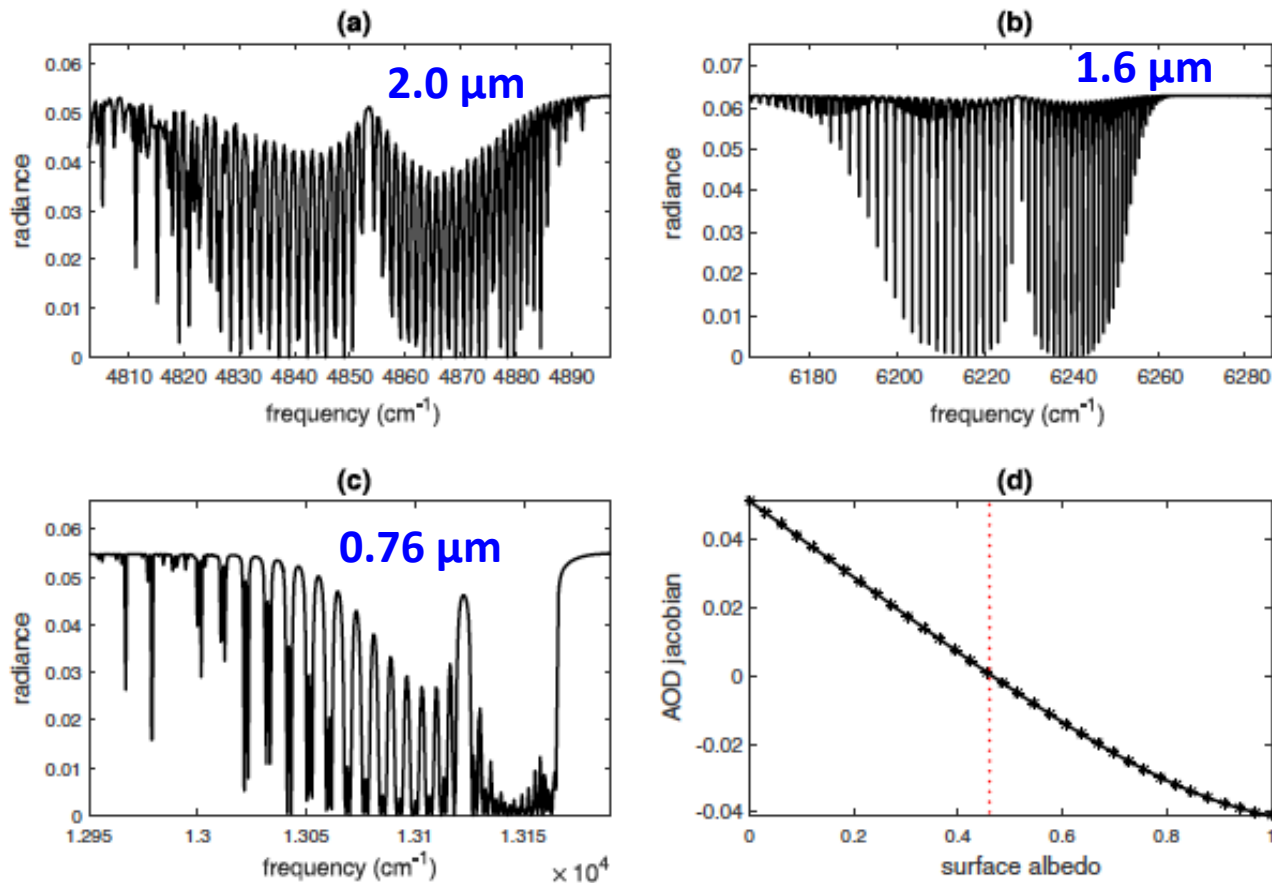 (a)
2.0 µm
0.06
0.05
0.04
0.03
0.02
0.01
0
radiance
4810 4820 4830 4840 4850 4860 4870 4880 4890
frequency (cm⁻¹)
(b)
1.6 µm
0.07
0.06
0.05
0.04
0.03
0.02
0.01
0
radiance
6180 6200 6220 6240 6260 6280
frequency (cm⁻¹)
(c)
0.76 µm
0.06
0.05
0.04
0.03
0.02
0.01
0
radiance
1.295 1.3 1.305 1.31 1.315
frequency (cm⁻¹)
× 10⁴
(d)
0.04
0.02
0
-0.02
-0.04
AOD jacobian
0 0.2 0.4 0.6 0.8 1
surface albedo